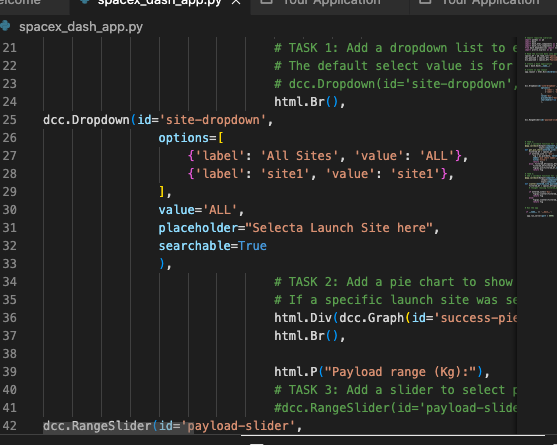 elcome
spacex_dash_app.py
Your Application
Your Application
spacex_dash_app.py
21 # TASK 1: Add a dropdown list to e
22 # The default select value is for
23 # dcc.Dropdown(id='site-dropdown',
24 html.Br(),
25 dcc.Dropdown(id='site-dropdown',
26 options=[
27 {'label': 'All Sites', 'value': 'ALL'},
28 {'label': 'site1', 'value': 'site1'},
29 ],
30 value='ALL',
31 placeholder="Selecta Launch Site here",
32 searchable=True
33 ),
34 # TASK 2: Add a pie chart to show
35 # If a specific launch site was se
36 html.Div(dcc.Graph(id='success-pie
37 html.Br(),
38
39 html.P("Payload range (Kg):"),
40 # TASK 3: Add a slider to select p
41 #dcc.RangeSlider(id='payload-slide
42 dcc.RangeSlider(id='payload-slider',